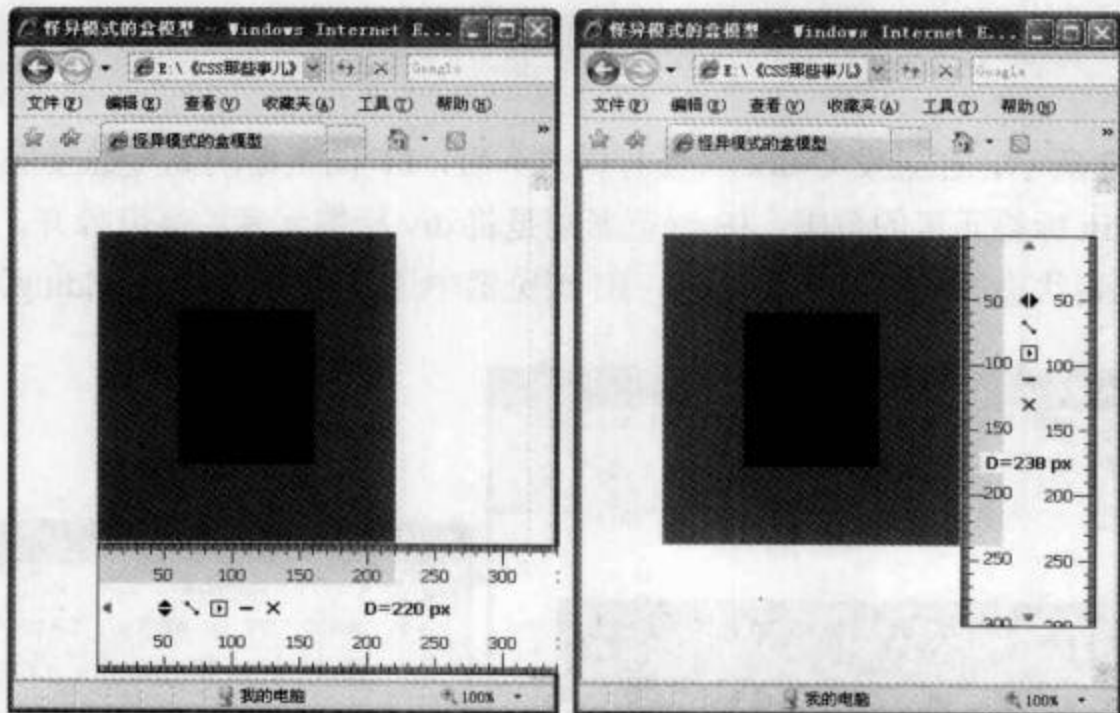 怪异模式的盒模型 - Windows Internet E...
E:\《CSS那些事儿》
Google
文件(F) 编辑(E) 查看(V) 收藏夹(A) 工具(T) 帮助(H)
怪异模式的盒模型
»
50 100 150 200 250 300
D=220 px
50 100 150 200 250 300
我的电脑 100%
怪异模式的盒模型 - Windows Internet E...
E:\《CSS那些事儿》
Google
文件(F) 编辑(E) 查看(V) 收藏夹(A) 工具(T) 帮助(H)
怪异模式的盒模型
»
50 50
100 100
150 150
D=238 px
200 200
250 250
300 300
我的电脑 100%